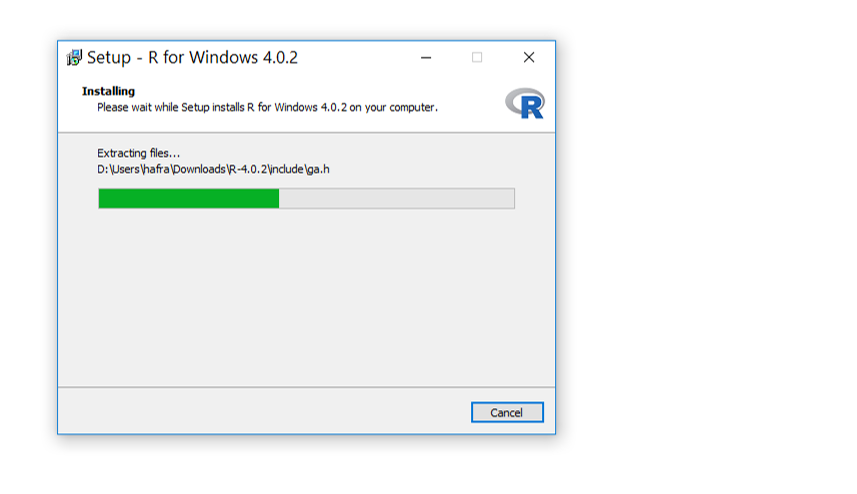 Setup - R for Windows 4.0.2
Installing
Please wait while Setup installs R for Windows 4.0.2 on your computer.
R
Extracting files...
D:\Users\hafra\Downloads\R-4.0.2\include\ga.h
Cancel